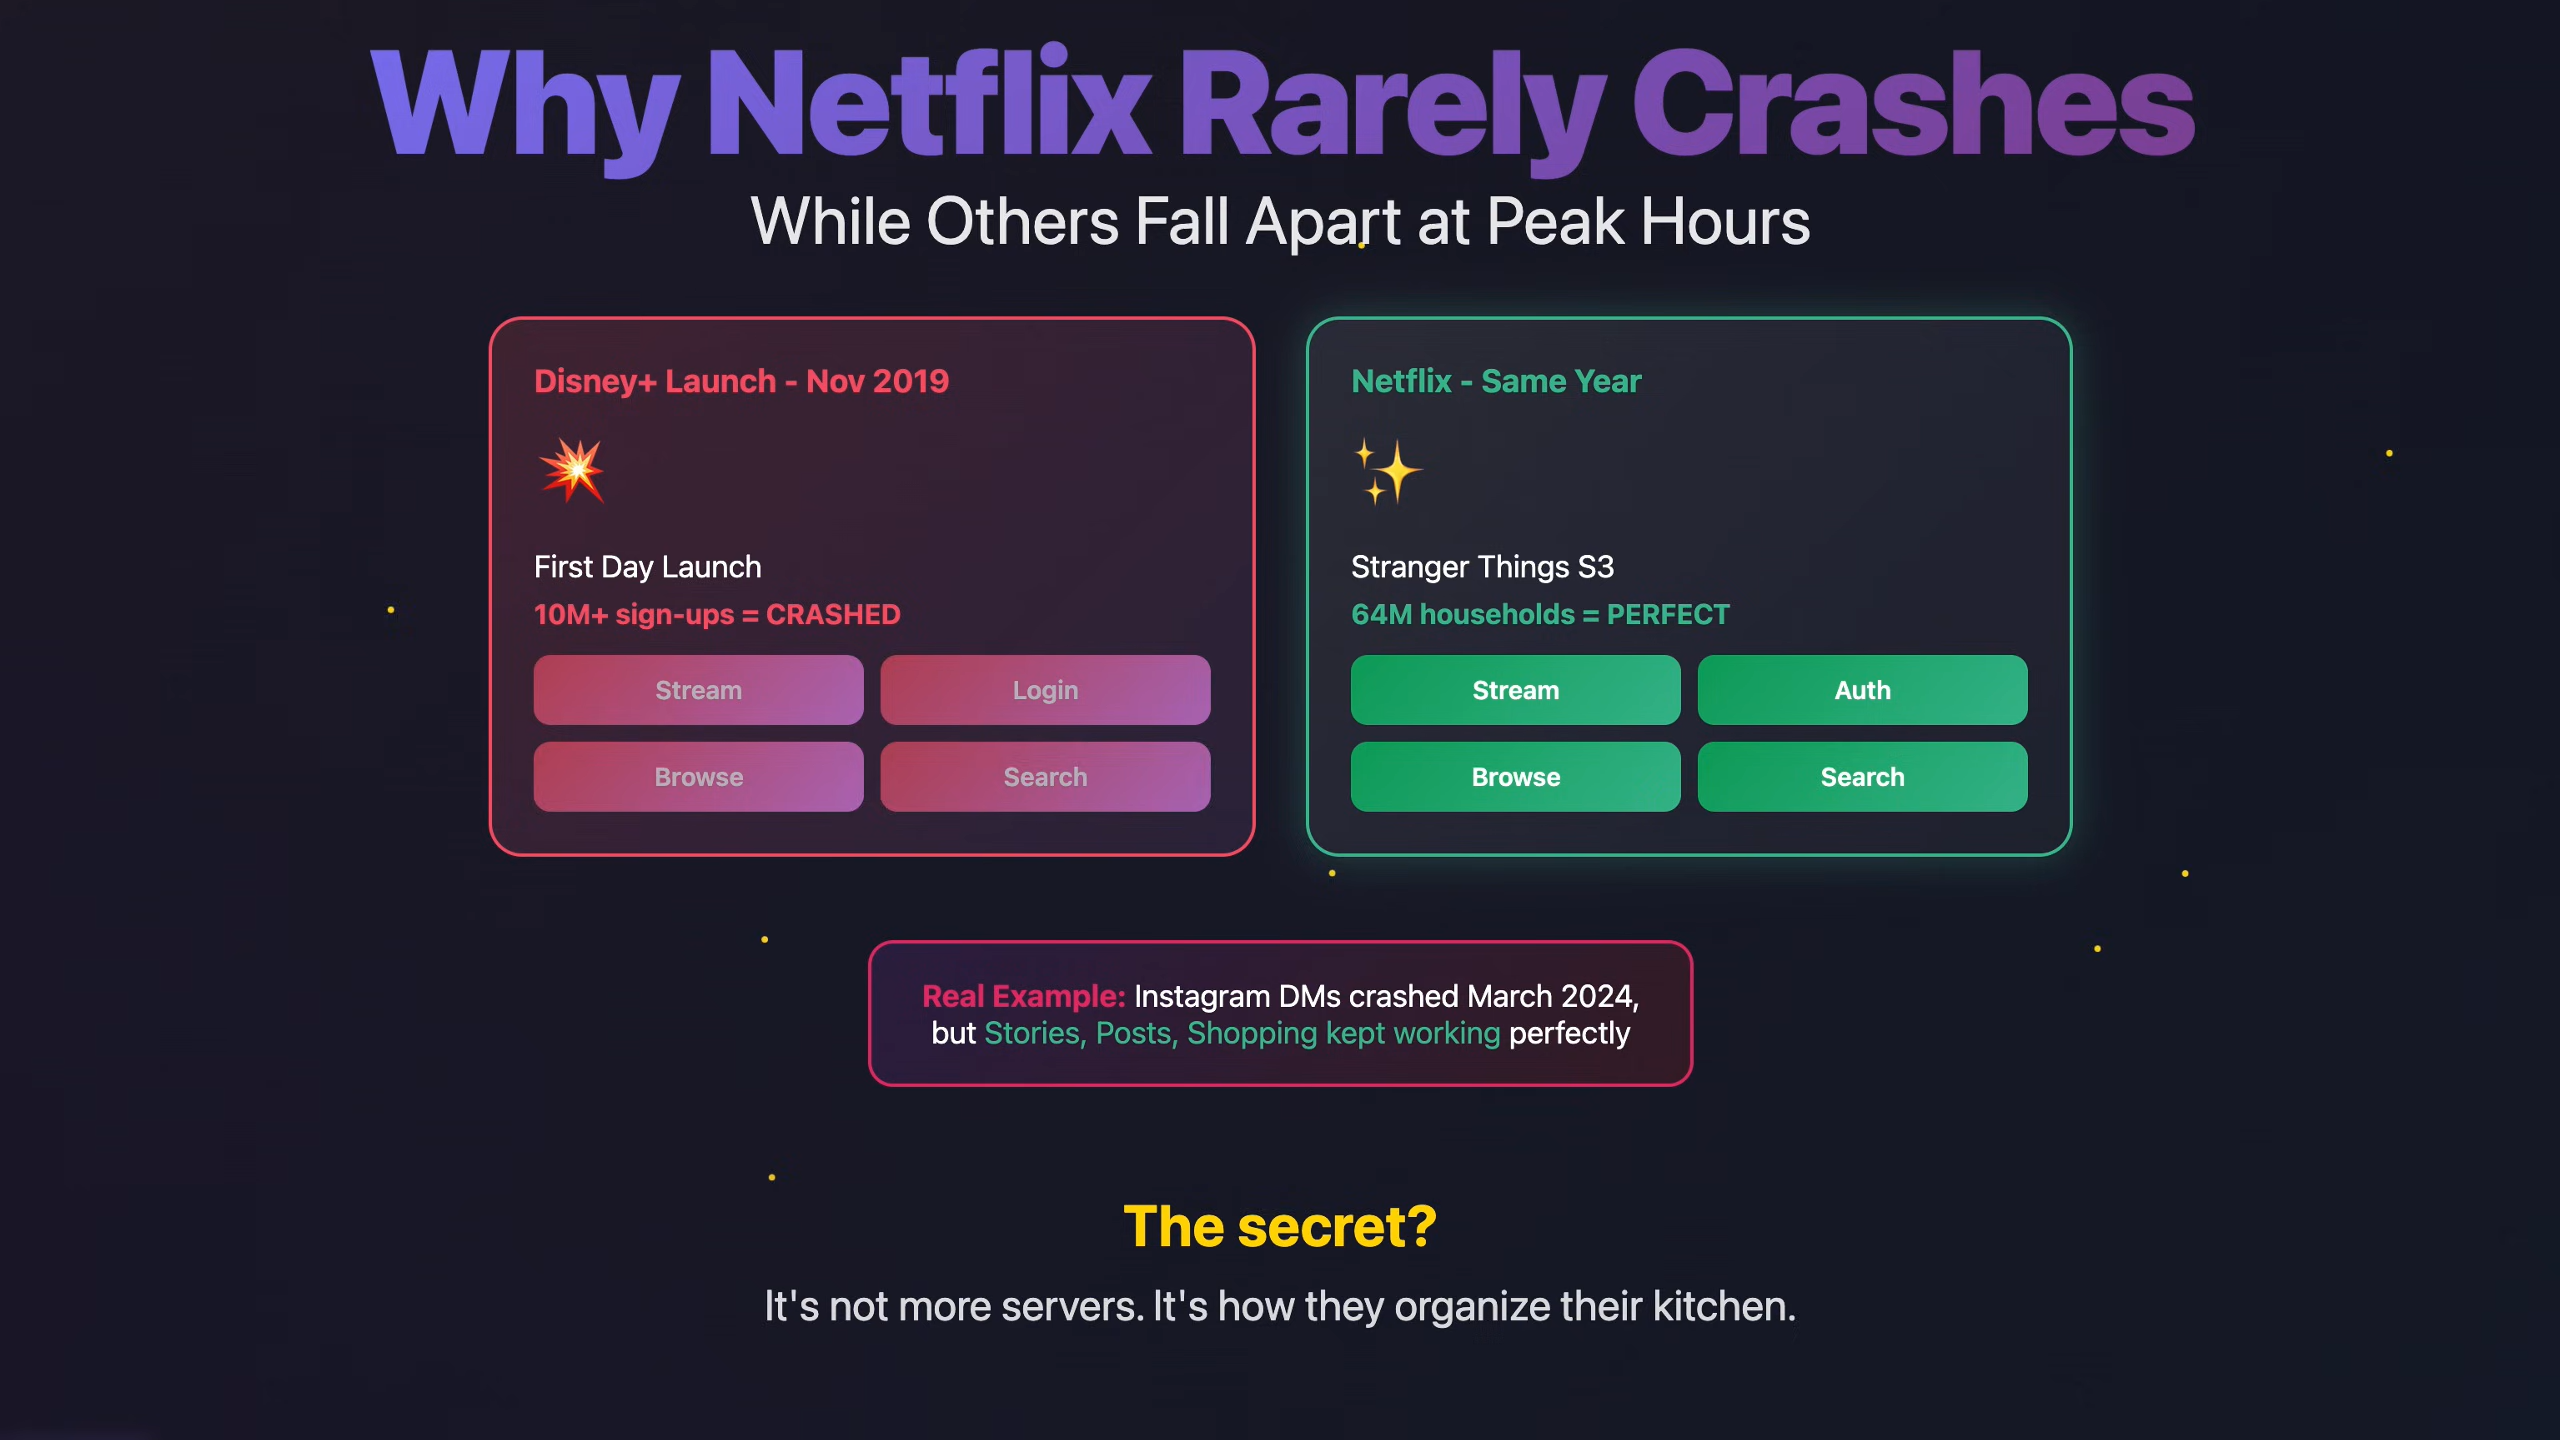 Why Netflix Rarely Crashes
While Others Fall Apart at Peak Hours
Disney+ Launch - Nov 2019
First Day Launch
10M+ sign-ups = CRASHED
Stream
Login
Browse
Search
Netflix - Same Year
Stranger Things S3
64M households = PERFECT
Stream
Auth
Browse
Search
Real Example: Instagram DMs crashed March 2024,
but Stories, Posts, Shopping kept working perfectly
The secret?
It's not more servers. It's how they organize their kitchen.